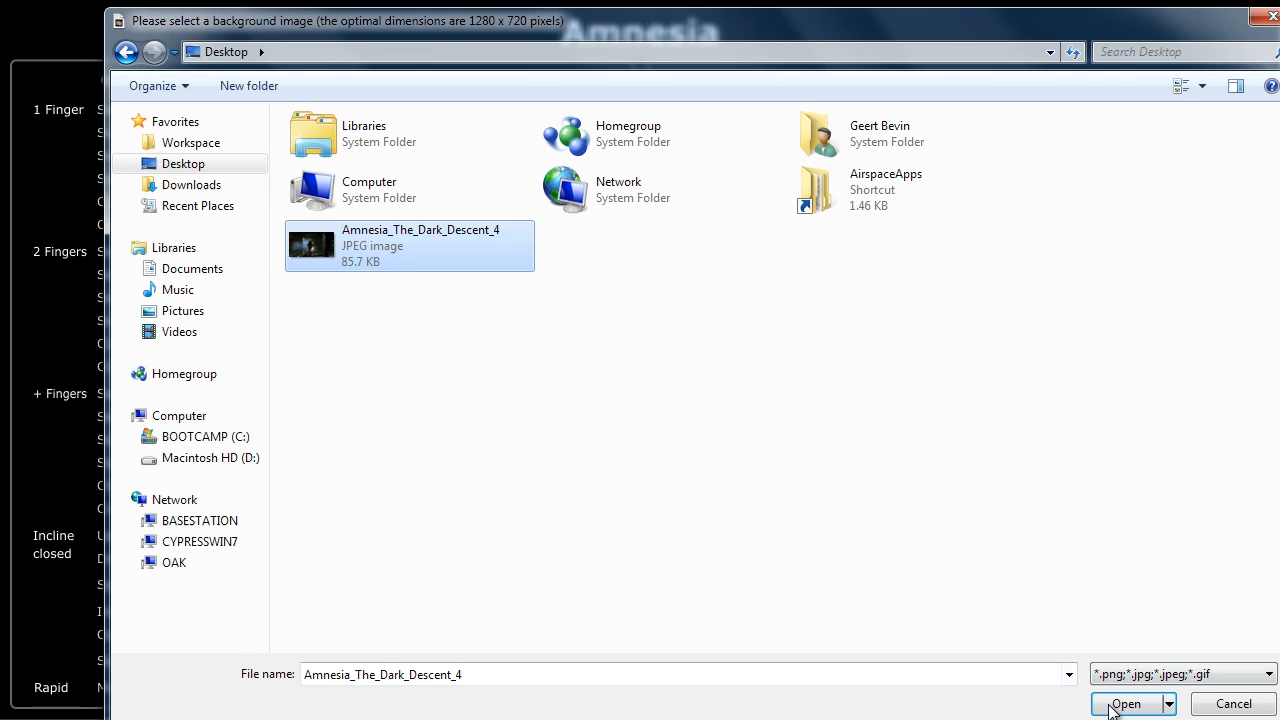 Please select a background image (the optimal dimensions are 1280 x 720 pixels)
Amnesia
Desktop
Search Desktop
Organize
New folder
Favorites
Workspace
Desktop
Downloads
Recent Places
Libraries
Documents
Music
Pictures
Videos
Homegroup
Computer
BOOTCAMP (C:)
Macintosh HD (D:)
Network
BASESTATION
CYPRESSWIN7
OAK
Libraries
System Folder
Homegroup
System Folder
Geert Bevin
System Folder
Computer
System Folder
Network
System Folder
AirspaceApps
Shortcut
1.46 KB
Amnesia_The_Dark_Descent_4
JPEG image
85.7 KB
1 Finger
2 Fingers
+ Fingers
Incline
closed
Rapid
File name:
Amnesia_The_Dark_Descent_4
*.png;*.jpg;*.jpeg;*.gif
Open
Cancel